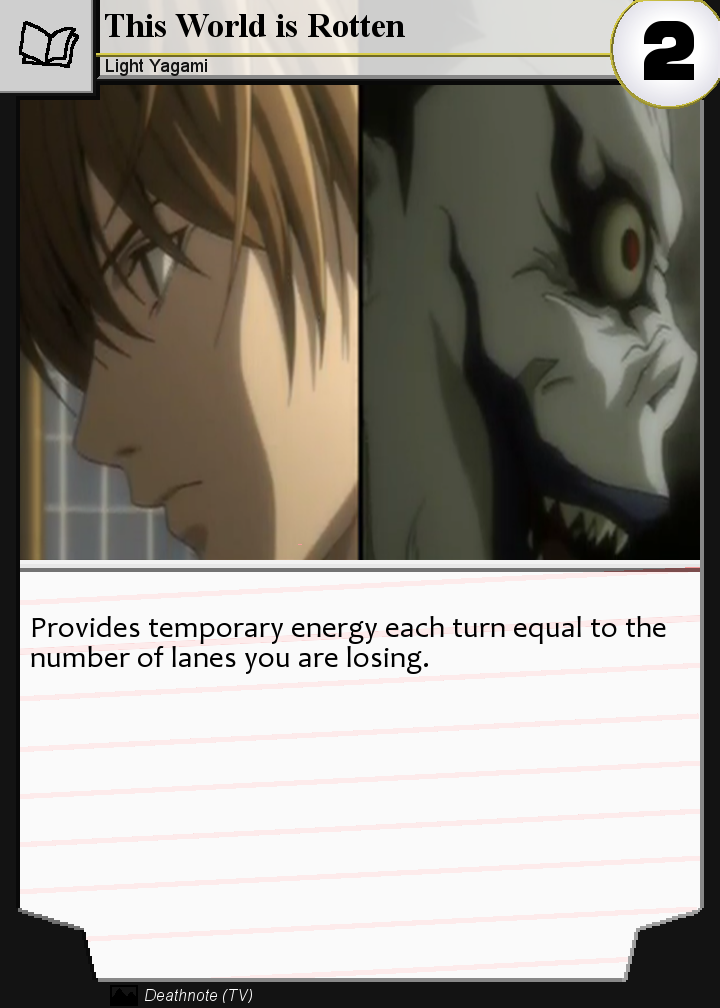 This World is Rotten
Light Yagami
2
Provides temporary energy each turn equal to the
number of lanes you are losing.
Deathnote (TV)